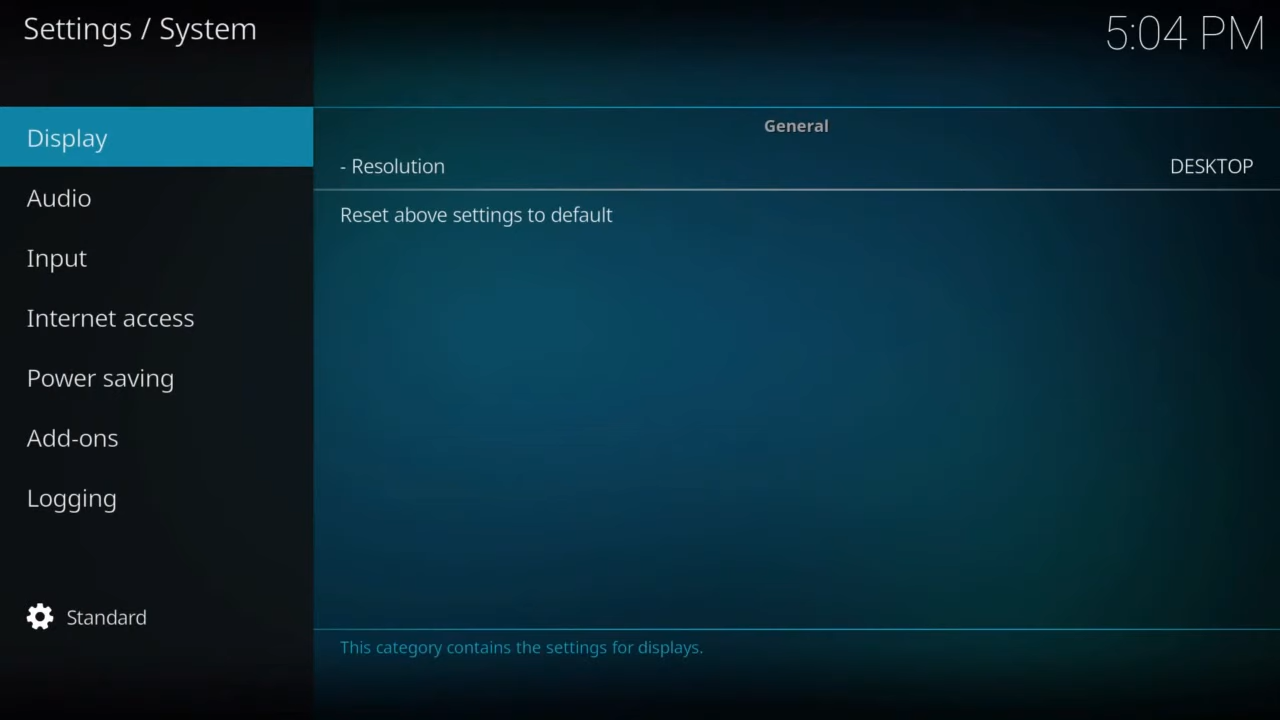 Settings / System
5:04 PM
Display
Audio
Input
Internet access
Power saving
Add-ons
Logging
Standard
General
- Resolution DESKTOP
Reset above settings to default
This category contains the settings for displays.